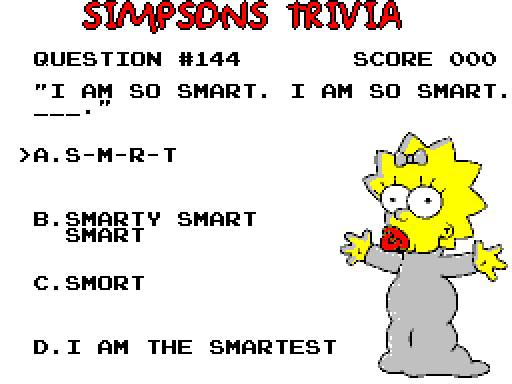 SIMPSONS TRIVIA
QUESTION #144 SCORE 000
"I AM SO SMART. I AM SO SMART.
___."
>A.S-M-R-T
B.SMARTY SMART
SMART
C.SMORT
D.I AM THE SMARTEST